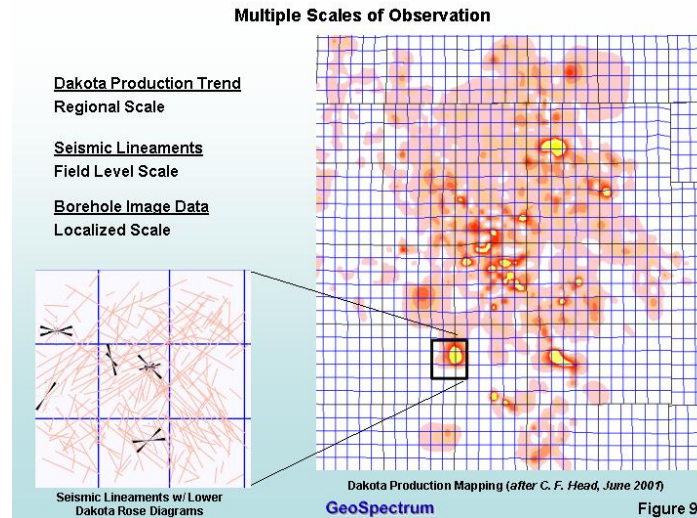 Multiple Scales of Observation
Dakota Production Trend
Regional Scale
Seismic Lineaments
Field Level Scale
Borehole Image Data
Localized Scale
Seismic Lineaments w/ Lower
Dakota Rose Diagrams
Dakota Production Mapping (after C. F. Head, June 2001)
GeoSpectrum
Figure 9